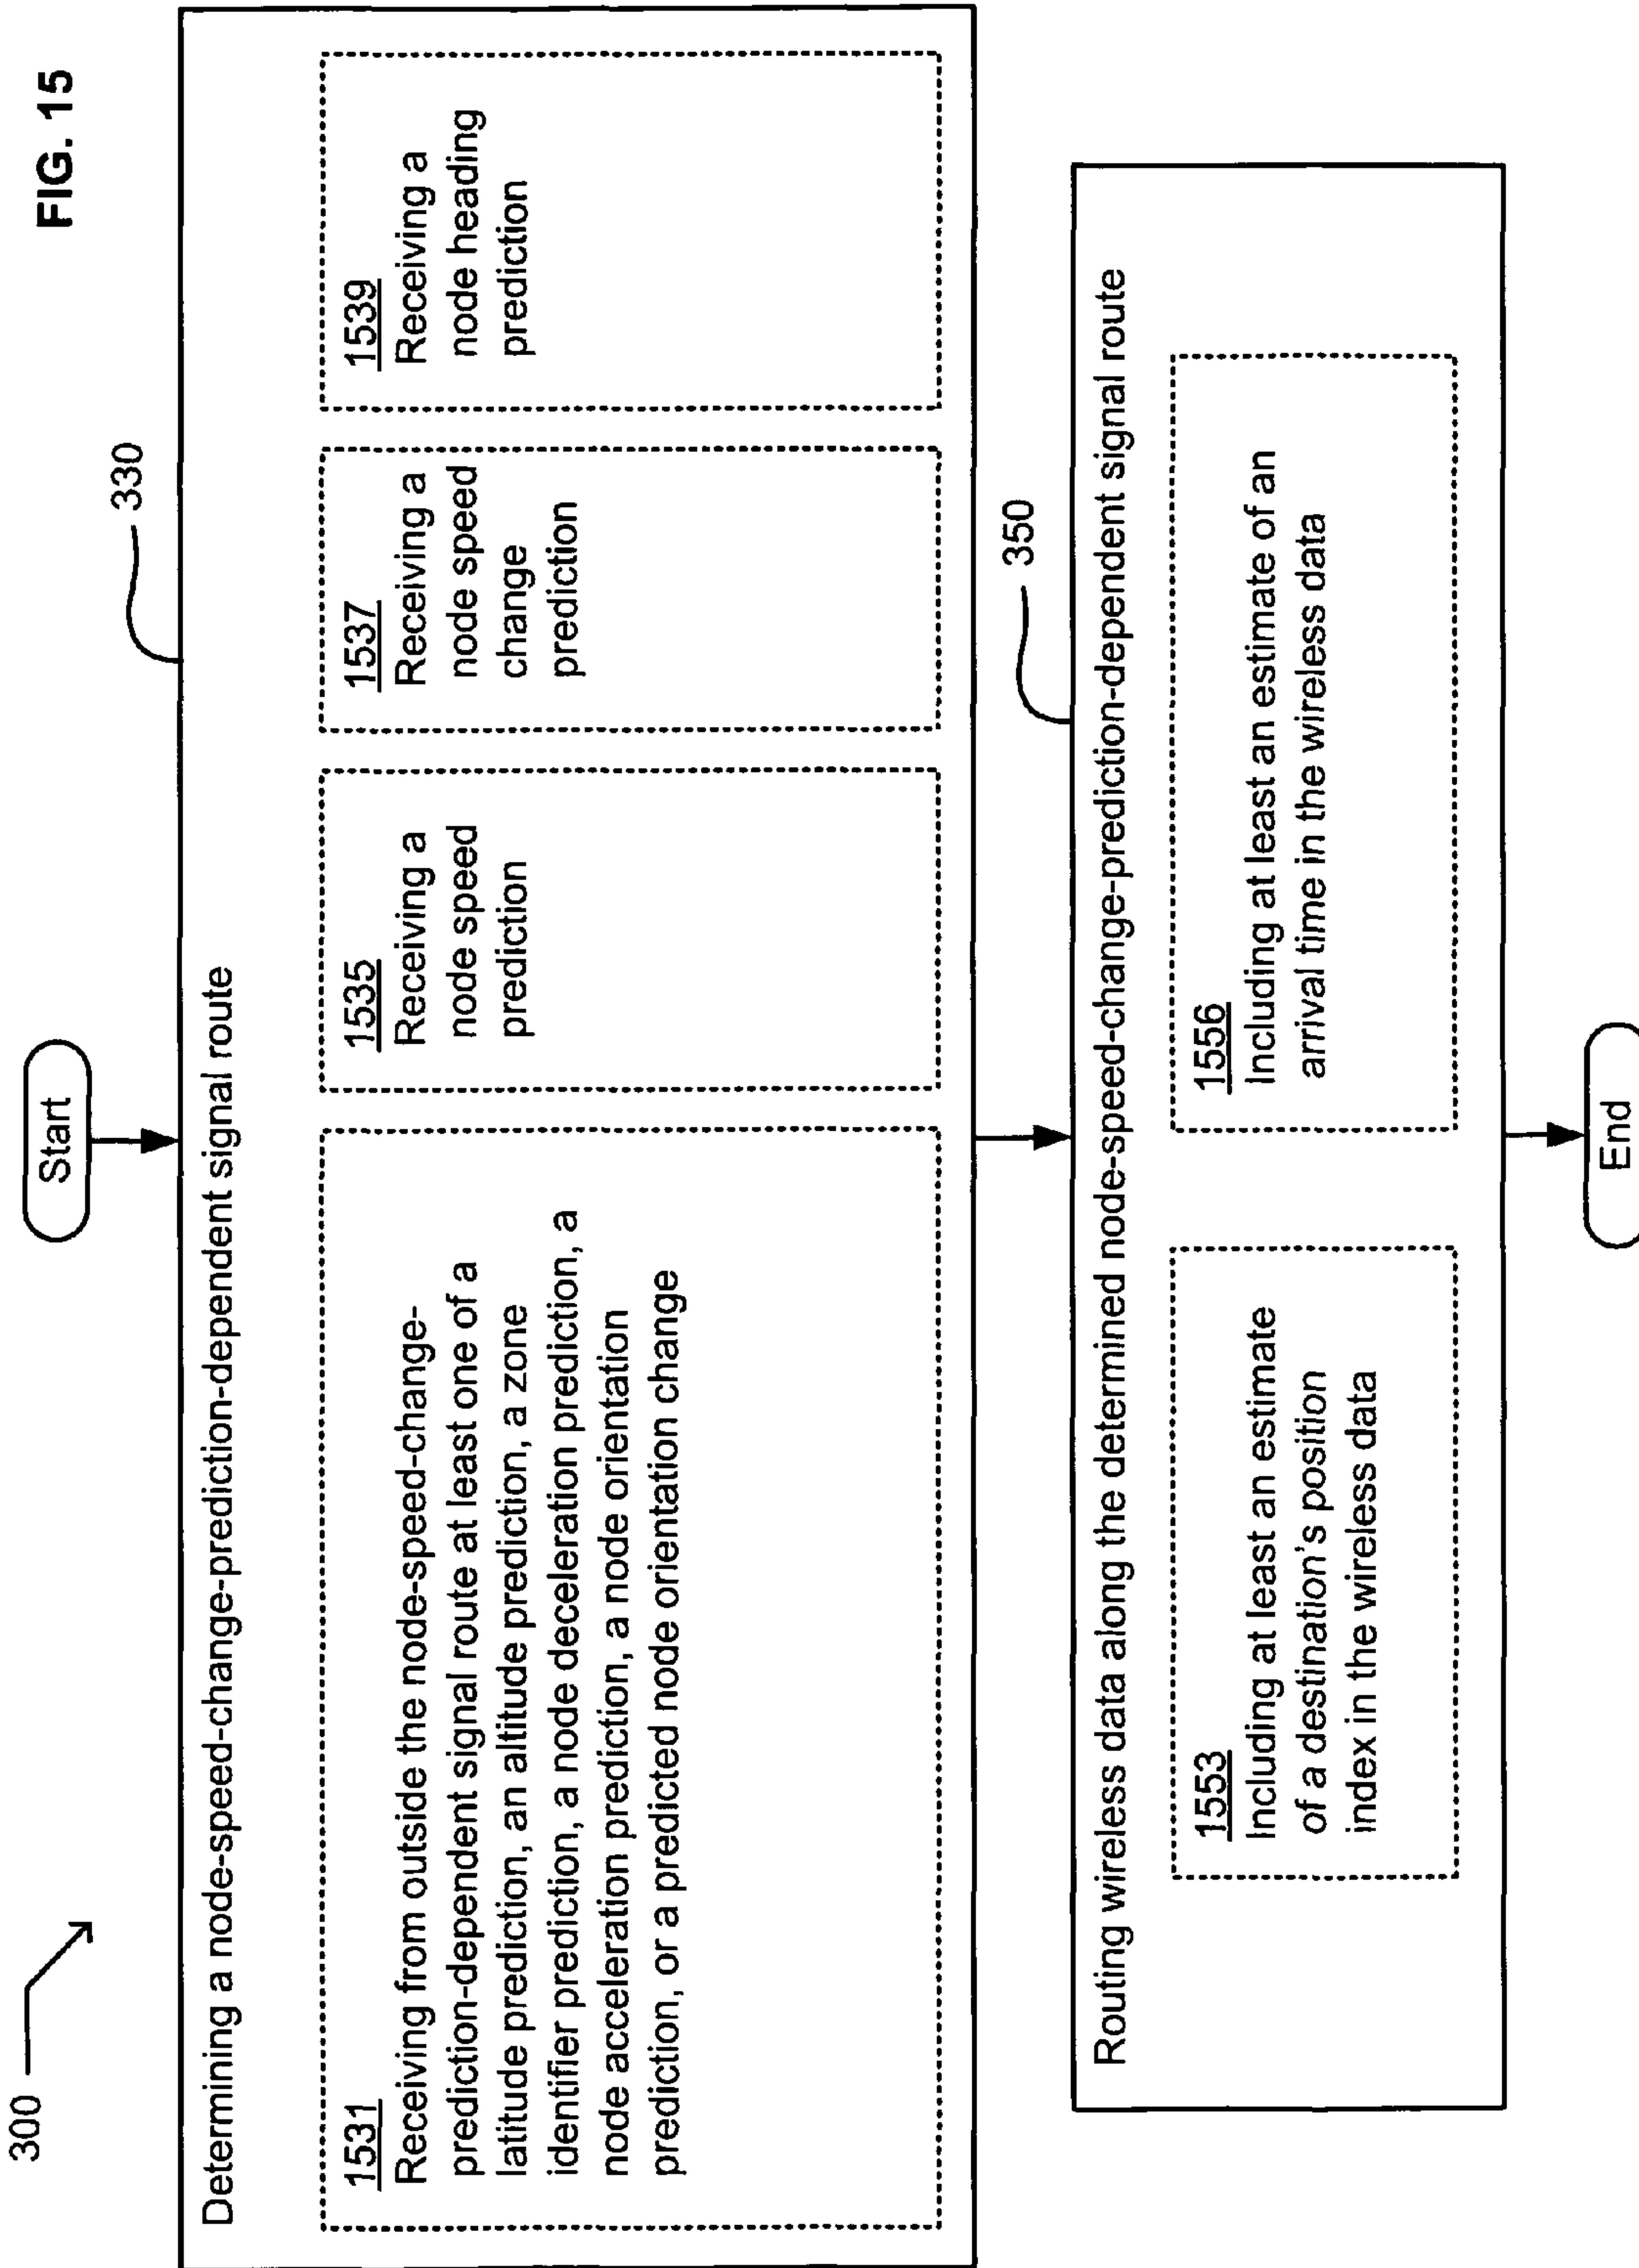 FIG. 15
300
Start
330
Determining a node-speed-change-prediction-dependent signal route
1531
Receiving from outside the node-speed-change-
prediction-dependent signal route at least one of a
latitude prediction, an altitude prediction, a zone
identifier prediction, a node deceleration prediction, a
node acceleration prediction, a node orientation
prediction, or a predicted node orientation change
1535
Receiving a
node speed
prediction
1537
Receiving a
node speed
change
prediction
1539
Receiving a
node heading
prediction
350
Routing wireless data along the determined node-speed-change-prediction-dependent signal route
1553
Including at least an estimate
of a destination's position
index in the wireless data
1556
Including at least an estimate of an
arrival time in the wireless data
End